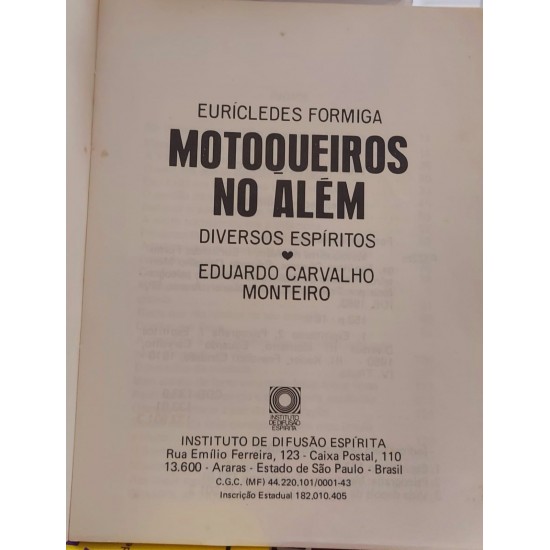 EURÍCLEDES FORMIGA
MOTOQUEIROS
NO ALÉM
DIVERSOS ESPÍRITOS
EDUARDO CARVALHO
MONTEIRO
INSTITUTO
DE DIFUSÃO
ESPÍRITA
INSTITUTO DE DIFUSÃO ESPÍRITA
Rua Emílio Ferreira, 123 - Caixa Postal, 110
13.600 - Araras - Estado de São Paulo - Brasil
C.G.C. (MF) 44.220.101/0001-43
Inscrição Estadual 182.010.405